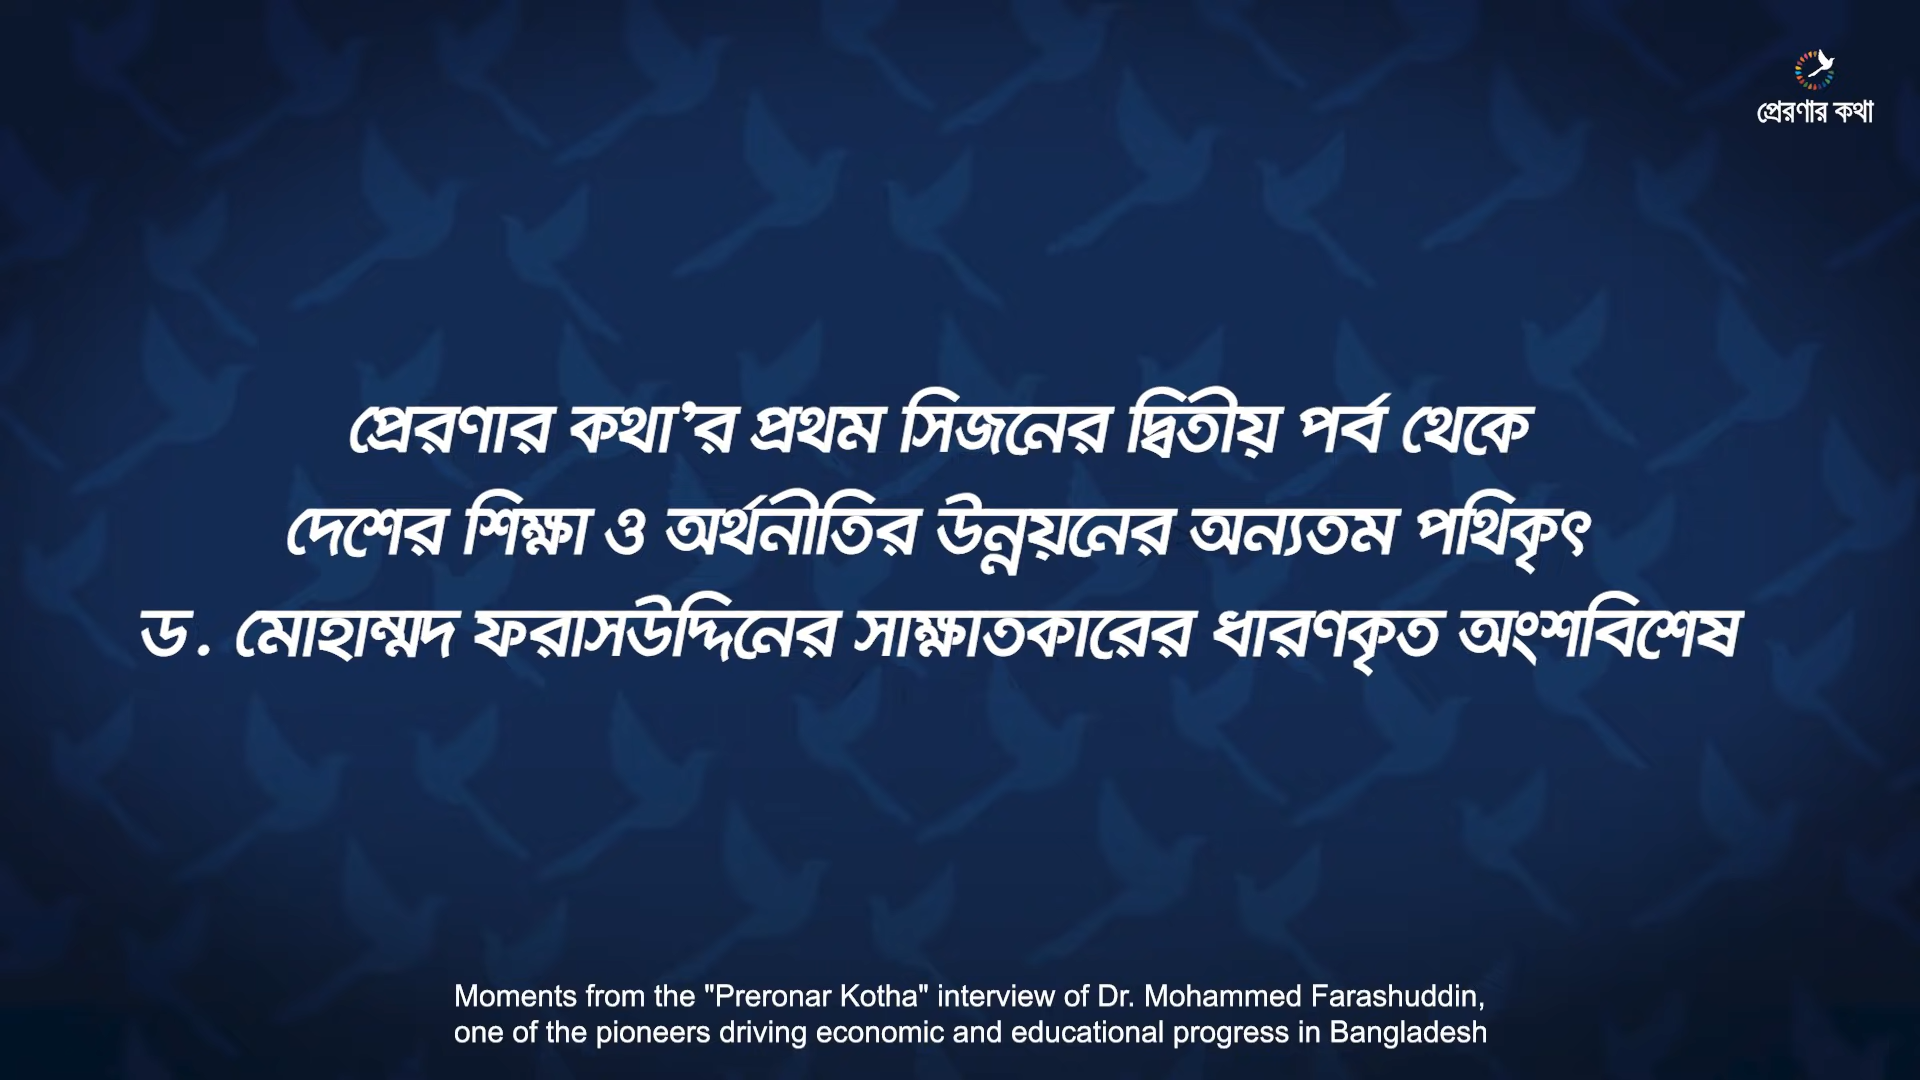 প্রেরণার কথা
প্রেরণার কথা’র প্রথম সিজনের দ্বিতীয় পর্ব থেকে
দেশের শিক্ষা ও অর্থনীতির উন্নয়নের অন্যতম পথিকৃৎ
ড. মোহাম্মদ ফরাসউদ্দিনের সাক্ষাতকারের ধারণকৃত অংশবিশেষ
Moments from the "Preronar Kotha" interview of Dr. Mohammed Farashuddin,
one of the pioneers driving economic and educational progress in Bangladesh